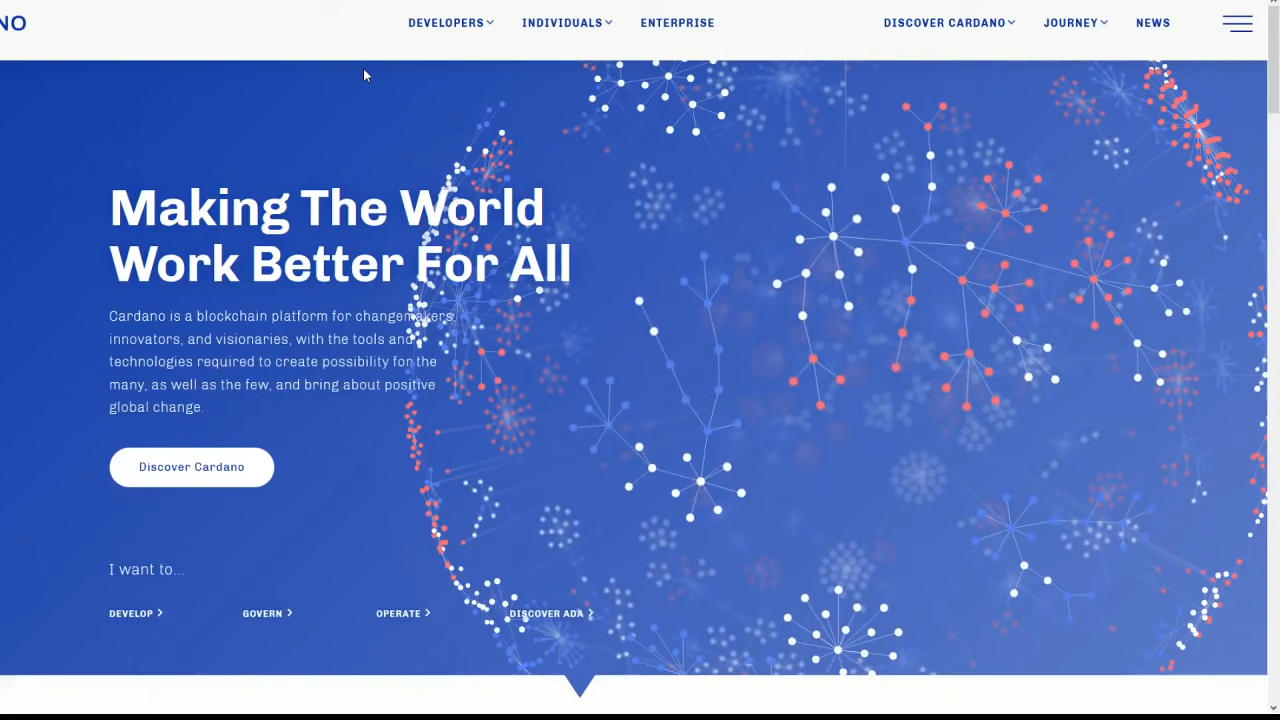 NO
DEVELOPERS INDIVIDUALS ENTERPRISE DISCOVER CARDANO JOURNEY NEWS
Making The World
Work Better For All
Cardano is a blockchain platform for changemakers,
innovators, and visionaries, with the tools and
technologies required to create possibility for the
many, as well as the few, and bring about positive
global change.
Discover Cardano
I want to...
DEVELOP GOVERN OPERATE DISCOVER ADA